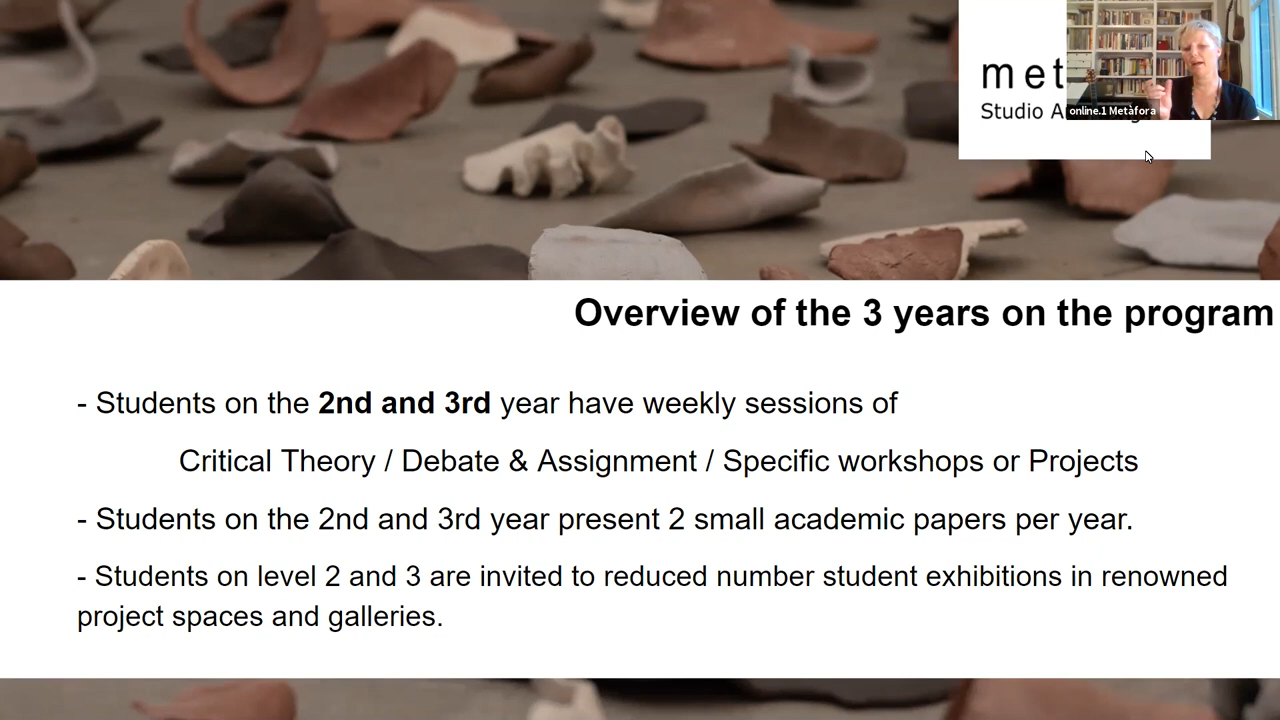 met
Studio A
online.1 Metàfora
Overview of the 3 years on the program
- Students on the 2nd and 3rd year have weekly sessions of
Critical Theory / Debate & Assignment / Specific workshops or Projects
- Students on the 2nd and 3rd year present 2 small academic papers per year.
- Students on level 2 and 3 are invited to reduced number student exhibitions in renowned
project spaces and galleries.